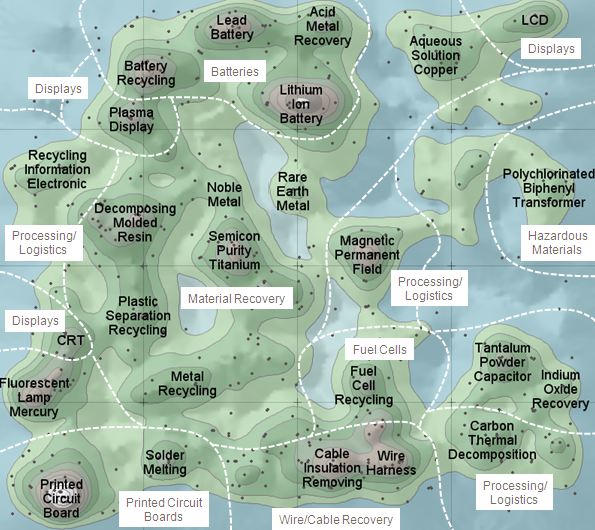 Lead
Battery
Acid
Metal
Recovery
LCD
Aqueous
Solution
Copper
Displays
Battery
Recycling
Batteries
Displays
Lithium
Ion
Battery
Plasma
Display
Recycling
Information
Electronic
Rare
Earth
Metal
Noble
Metal
Polychlorinated
Biphenyl
Transformer
Decomposing
Molded
Resin
Processing/
Logistics
Semicon
Purity
Titanium
Magnetic
Permanent
Field
Hazardous
Materials
Processing/
Logistics
Material Recovery
Plastic
Separation
Recycling
Displays
CRT
Fuel Cells
Tantalum
Powder
Capacitor
Fluorescent
Lamp
Mercury
Metal
Recycling
Fuel
Cell
Recycling
Indium
Oxide
Recovery
Carbon
Thermal
Decomposition
Solder
Melting
Cable
Insulation
Removing
Wire
Harness
Printed
Circuit
Board
Printed Circuit
Boards
Processing/
Logistics
Wire/Cable Recovery